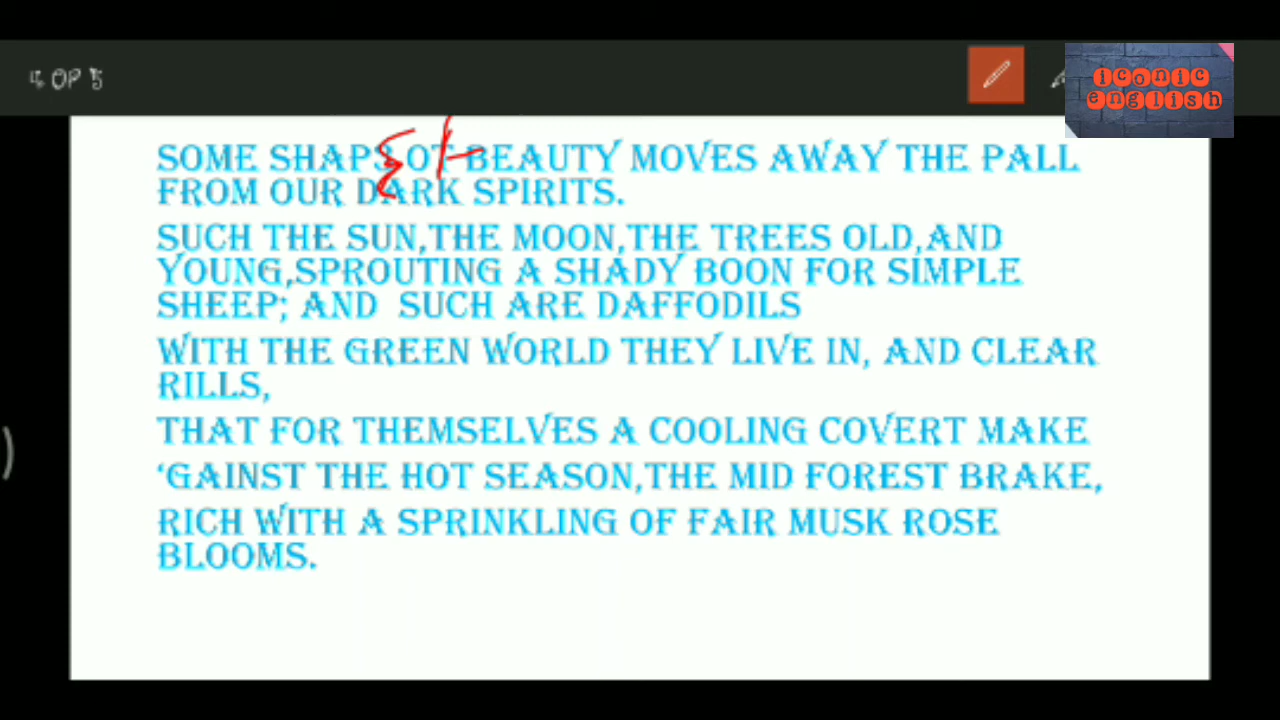 4 OF 5
iconic
english
SOME SHAPS OT BEAUTY MOVES AWAY THE PALL
FROM OUR DARK SPIRITS.
SUCH THE SUN,THE MOON,THE TREES OLD,AND
YOUNG,SPROUTING A SHADY BOON FOR SIMPLE
SHEEP; AND SUCH ARE DAFFODILS
WITH THE GREEN WORLD THEY LIVE IN, AND CLEAR
RILLS,
THAT FOR THEMSELVES A COOLING COVERT MAKE
‘GAINST THE HOT SEASON,THE MID FOREST BRAKE,
RICH WITH A SPRINKLING OF FAIR MUSK ROSE
BLOOMS.